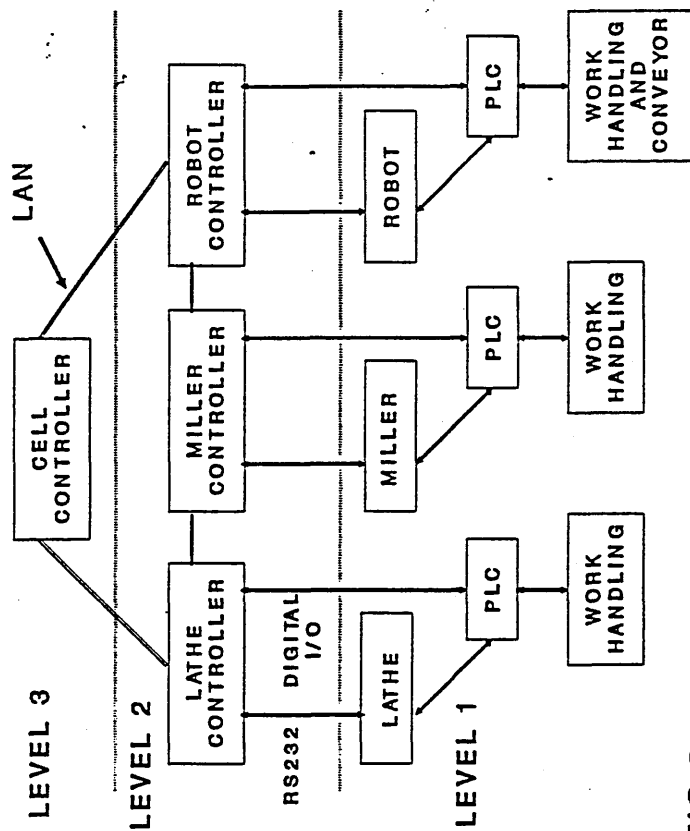 LEVEL 3
CELL
CONTROLLER
LAN
LEVEL 2
LATHE
CONTROLLER
MILLER
CONTROLLER
ROBOT
CONTROLLER
RS232
DIGITAL
I/O
LEVEL 1
LATHE
MILLER
ROBOT
PLC
PLC
PLC
WORK
HANDLING
WORK
HANDLING
WORK
HANDLING
AND
CONVEYOR